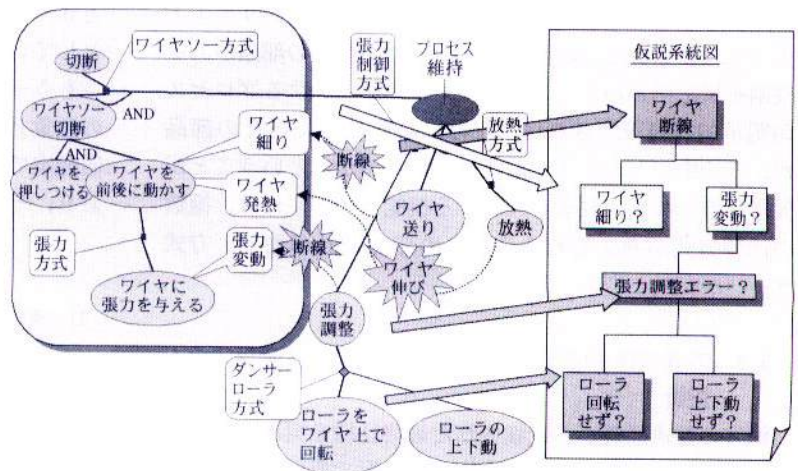 切断
ワイヤソー方式
ワイヤソー
切断
AND
AND
ワイヤを
押しつける
ワイヤを
前後に動かす
ワイヤ
細り
ワイヤ
発熱
張力
方式
張力
変動
ワイヤに
張力を与える
断線
断線
張力
制御
方式
プロセス
維持
放熱
方式
ワイヤ
送り
放熱
ワイヤ
伸び
張力
調整
ダンサー
ローラ
方式
ローラを
ワイヤ上で
回転
ローラの
上下動
仮説系統図
ワイヤ
断線
ワイヤ
細り?
張力
変動?
張力調整エラー?
ローラ
回転
せず?
ローラ
上下動
せず?